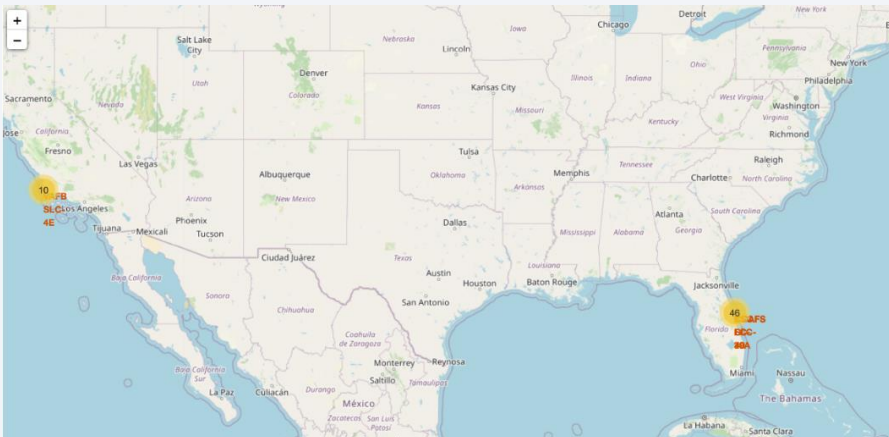 +
−
Wyoming
Detroit
New York
Chicago
Iowa
Salt Lake
City
Nebraska
Lincoln
Pennsylvania
New York
Utah
Denver
Illinois
Indiana
Ohio
Philadelphia
Sacramento
Nevada
Colorado
Kansas City
West Virginia
Washington
Jose
California
Kansas
Missouri
Kentucky
Virginia
Richmond
Fresno
Las Vegas
Tulsa
Raleigh
Albuquerque
Oklahoma
Memphis
Tennessee
Charlotte
North Carolina
10
FB
Arizona
New Mexico
Arkansas
SLC-
Los Angeles
Atlanta
South Carolina
4E
Tijuana
Mexicali
Phoenix
Tucson
Dallas
Mississippi
Alabama
Georgia
Ciudad Juárez
Texas
Louisiana
Baja California
Austin
Houston
Baton Rouge
Jacksonville
Sonora
Chihuahua
San Antonio
46
AFS
Florida
Coahuila
de Zaragoza
Monterrey
Reynosa
Baja California
Sur
Saltillo
Tamaulipas
Miami
Nassau
La Paz
Culiacán
Durango
México
The Bahamas
Zacatecas
San Luis
Potosí
La Habana
Santa Clara